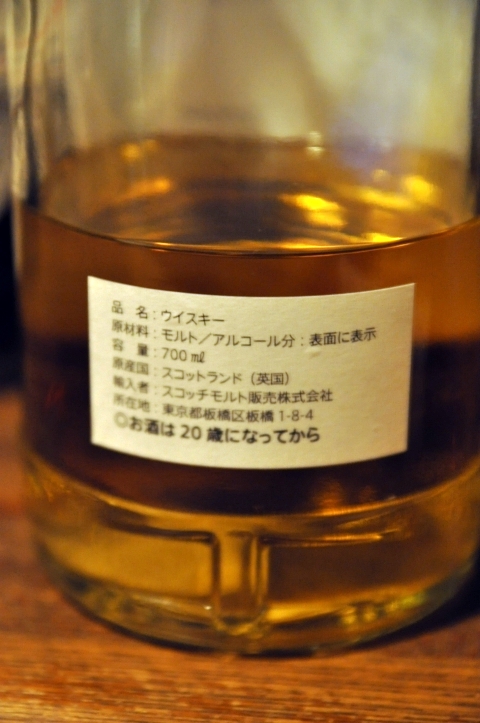 品 名：ウイスキー
原材料：モルト／アルコール分：表面に表示
容 量：700㎖
原産国：スコットランド（英国）
輸入者：スコッチモルト販売株式会社
所在地：東京都板橋区板橋1-8-4
◎お酒は20歳になってから